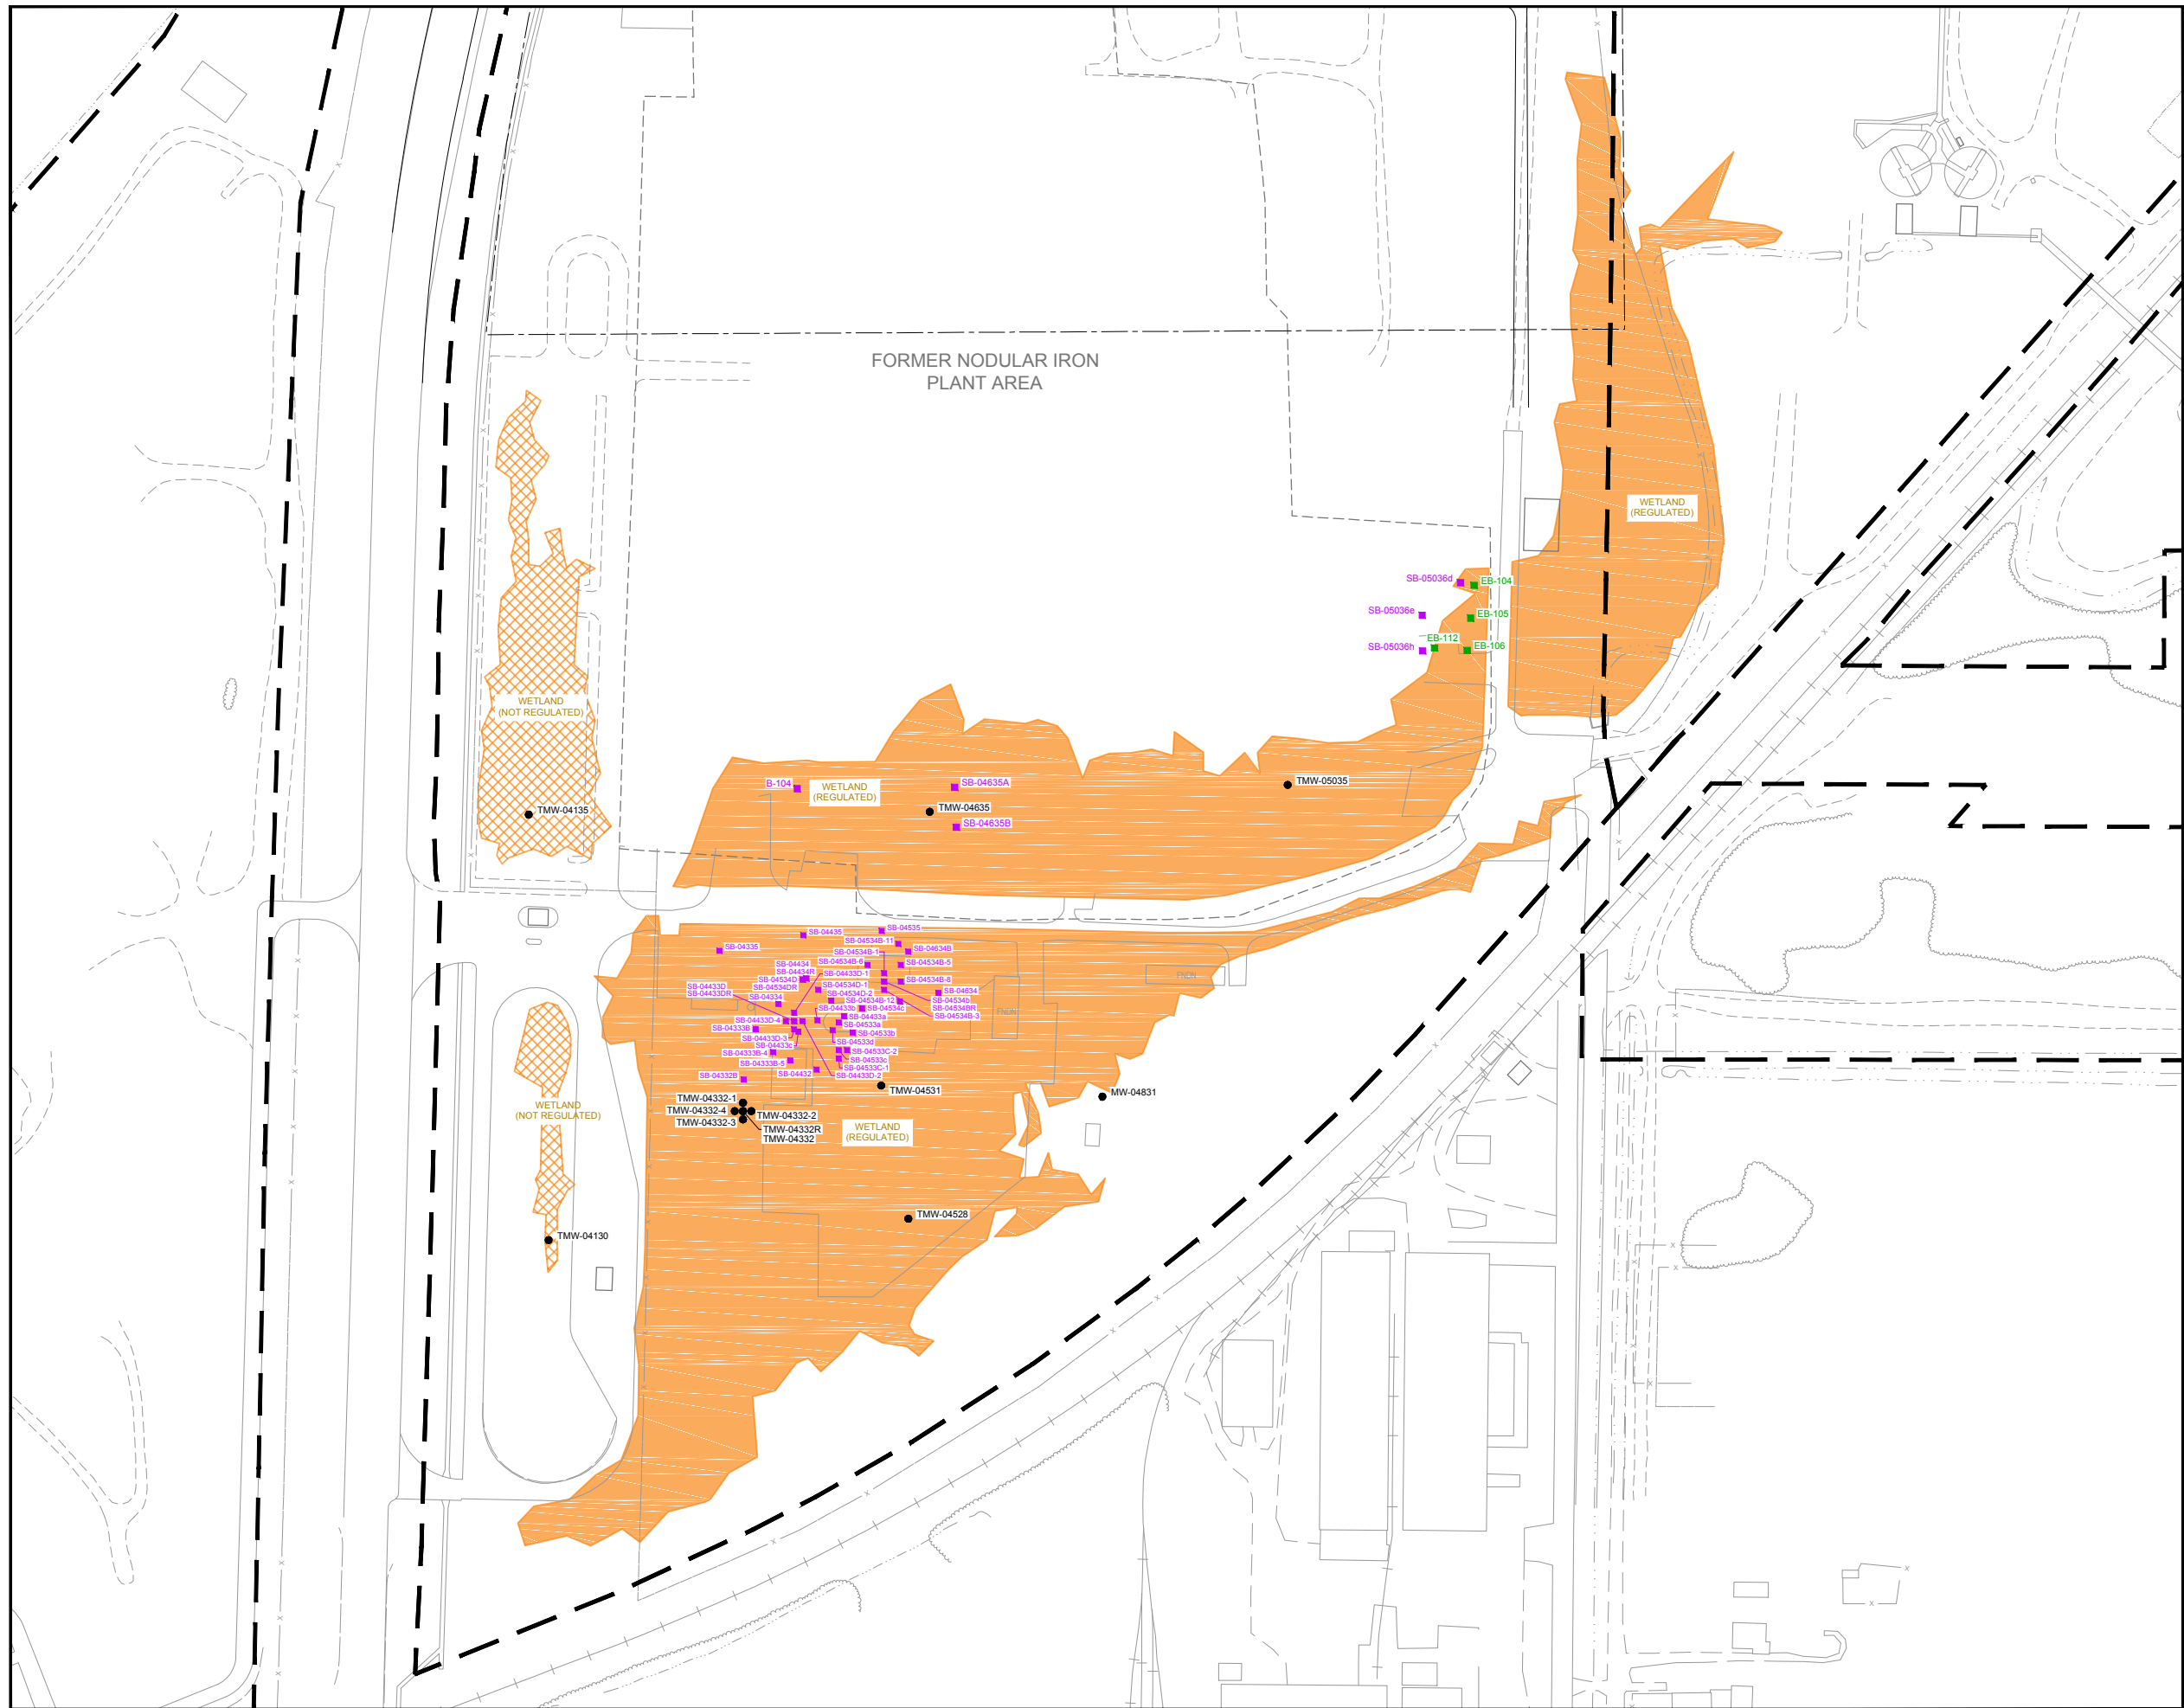 FORMER NODULAR IRON
PLANT AREA
WETLAND
(REGULATED)
SB-05036d
EB-104
SB-05036e
EB-105
EB-112
SB-05036h
EB-106
WETLAND
(NOT REGULATED)
B-104
WETLAND
(REGULATED)
SB-04635A
TMW-05035
TMW-04135
TMW-04635
SB-04635B
SB-04435
SB-04535
SB-04335
SB-04534B-11
SB-04534B-1
SB-04634B
SB-04534B-6
SB-04534B-5
SB-04434
SB-04434R
SB-04433D-1
SB-04534D
SB-04534DR
SB-04534D-1
SB-04534B-8
SB-04433D
SB-04433DR
SB-04534D-2
SB-04634
SB-04334
SB-04534B-12
SB-04534b
SB-04433b
SB-04534c
SB-04534BR
SB-04534B-3
SB-04433a
FNDN
FNDN
SB-04433D-4
SB-04533a
SB-04333B
SB-04533b
SB-04433D-3
SB-04533d
SB-04433c
SB-04333B-4
SB-04533C-2
SB-04533c
SB-04333B-5
SB-04533C-1
SB-04432
SB-04433D-2
SB-04332B
TMW-04531
MW-04831
TMW-04332-1
TMW-04332-4
TMW-04332-2
TMW-04332-3
TMW-04332R
TMW-04332
WETLAND
(REGULATED)
WETLAND
(NOT REGULATED)
TMW-04528
TMW-04130